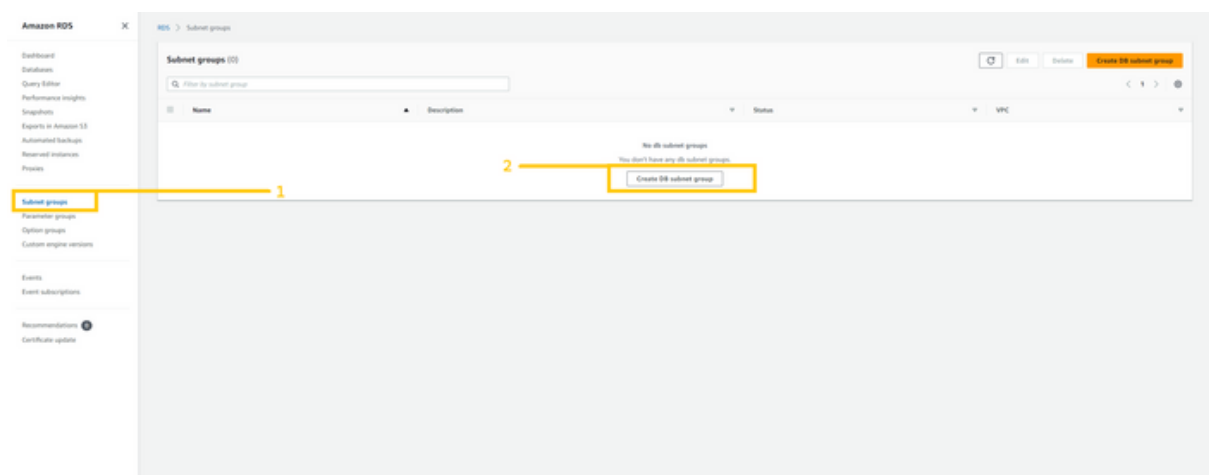 Amazon RDS
RDS > Subnet groups
Dashboard
Databases
Query Editor
Performance insights
Snapshots
Exports in Amazon S3
Automated backups
Reserved instances
Proxies
Subnet groups
Parameter groups
Option groups
Custom engine versions
Events
Event subscriptions
Recommendations 0
Certificate update
1
Subnet groups (0)
Edit Delete Create DB subnet group
Filter by subnet group
< 1 >
Name Description Status VPC
No db subnet groups
You don't have any db subnet groups.
2
Create DB subnet group